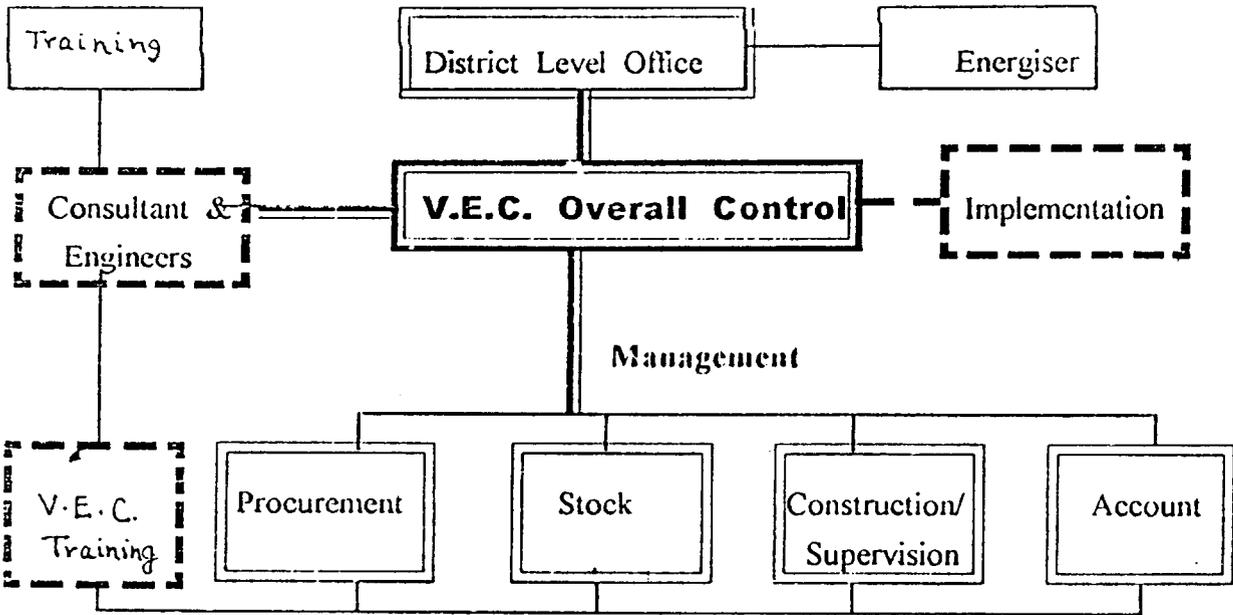 Training
District Level Office
Energiser
Consultant &
Engineers
V.E.C. Overall Control
Implementation
Management
V.E.C.
Training
Procurement
Stock
Construction/
Supervision
Account